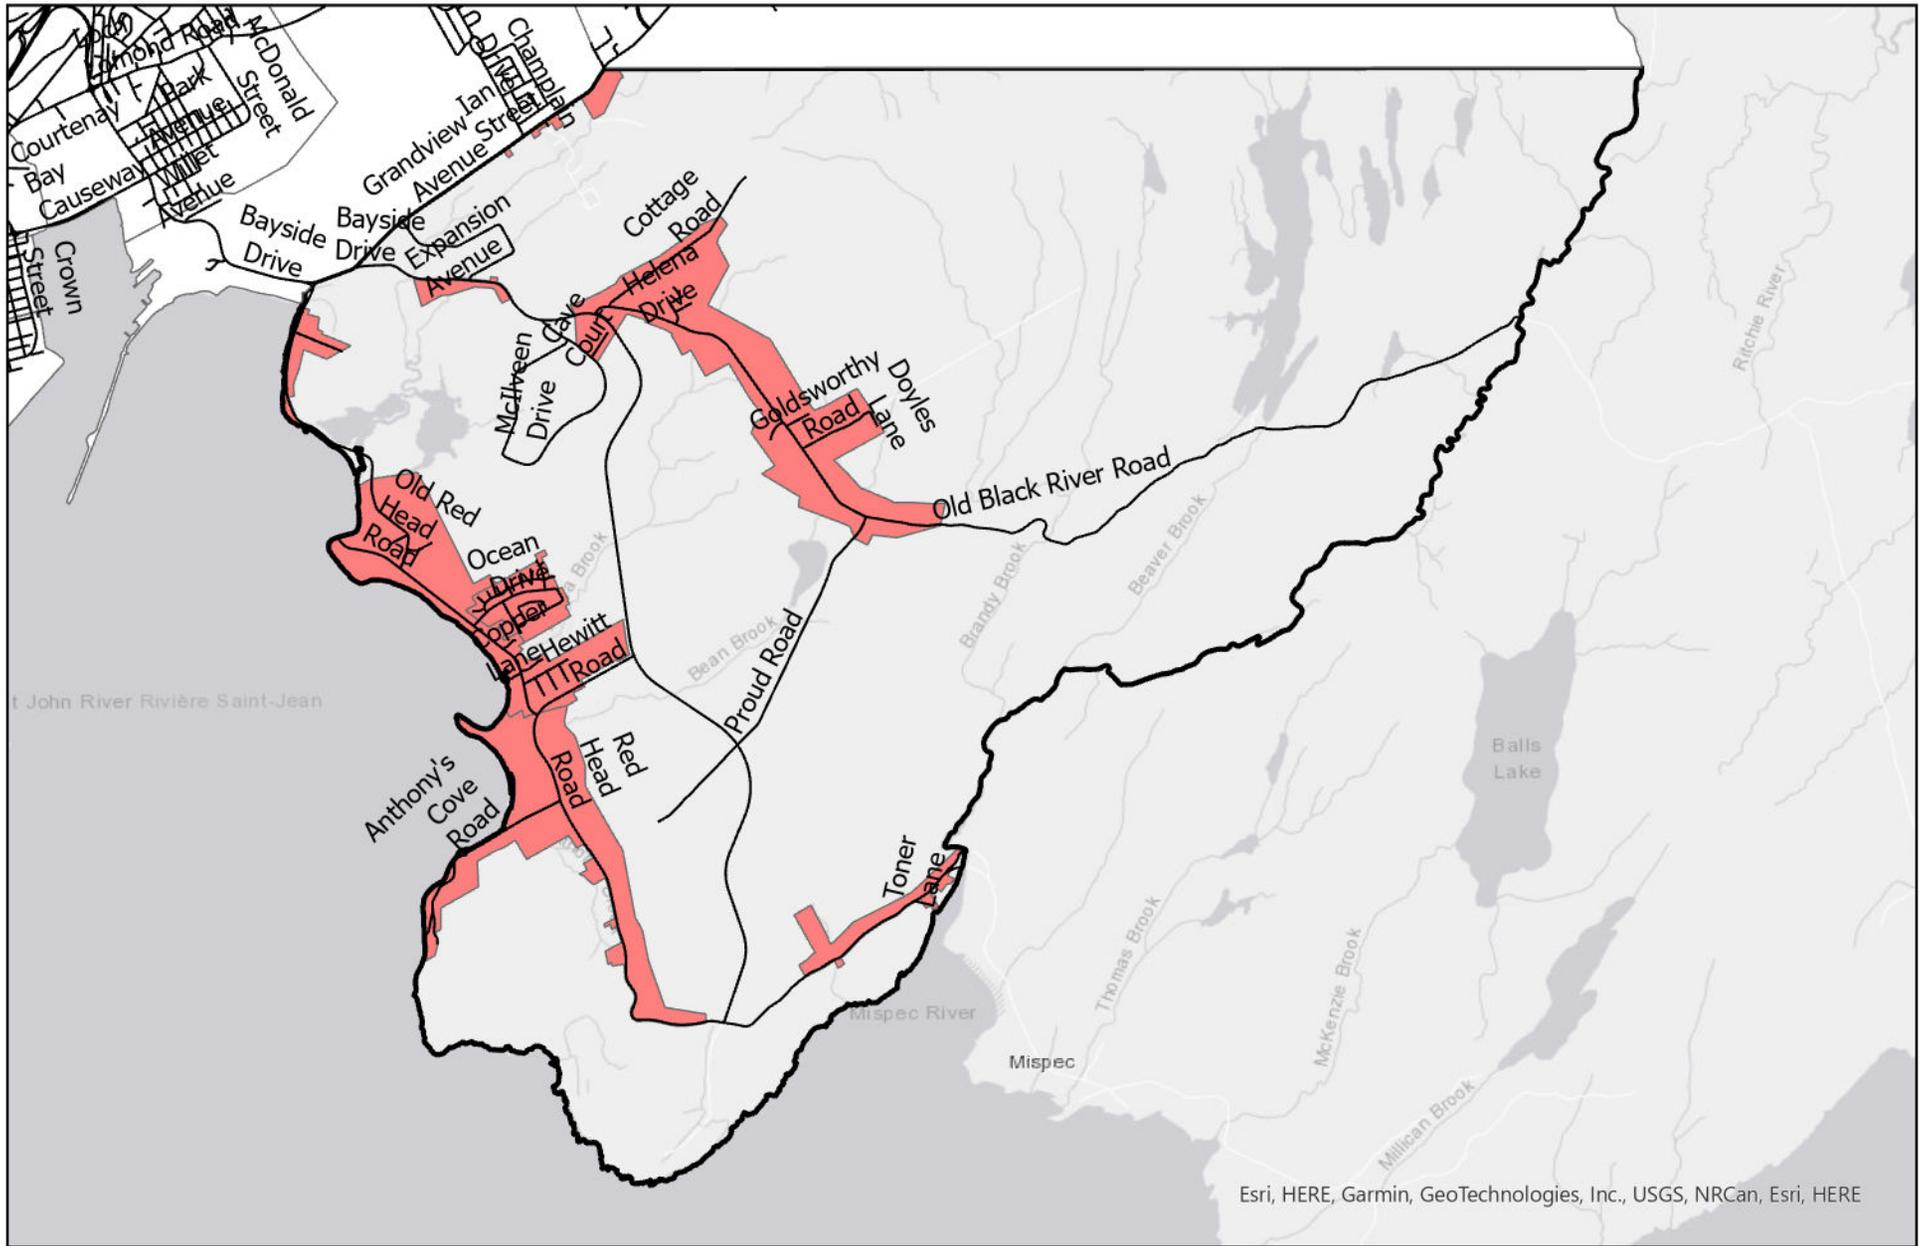 Loch
Lomond Road
McDonald
Street
Park
Avenue
Courtenay
Bay
Causeway
Willet
Avenue
Crown
Street
Champlain
Drive
Ian
Street
Grandview
Avenue
Bayside
Drive
Bayside
Drive
Expansion
Avenue
Cottage
Road
Helena
Drive
Cave
Court
McIlveen
Drive
Goldsworthy
Road
Doyles
Lane
Old Black River Road
Ritchie River
Old Red
Head
Road
Ocean
Drive
Copper
Lane
Hewitt
Road
Bean Brook
Proud Road
Brandy Brook
Beaver Brook
t John River Rivière Saint-Jean
Red
Head
Road
Anthony's
Cove
Road
Balls
Lake
Toner
Lane
Thomas Brook
McKenzie Brook
Mispec River
Mispec
Millican Brook
Esri, HERE, Garmin, GeoTechnologies, Inc., USGS, NRCan, Esri, HERE